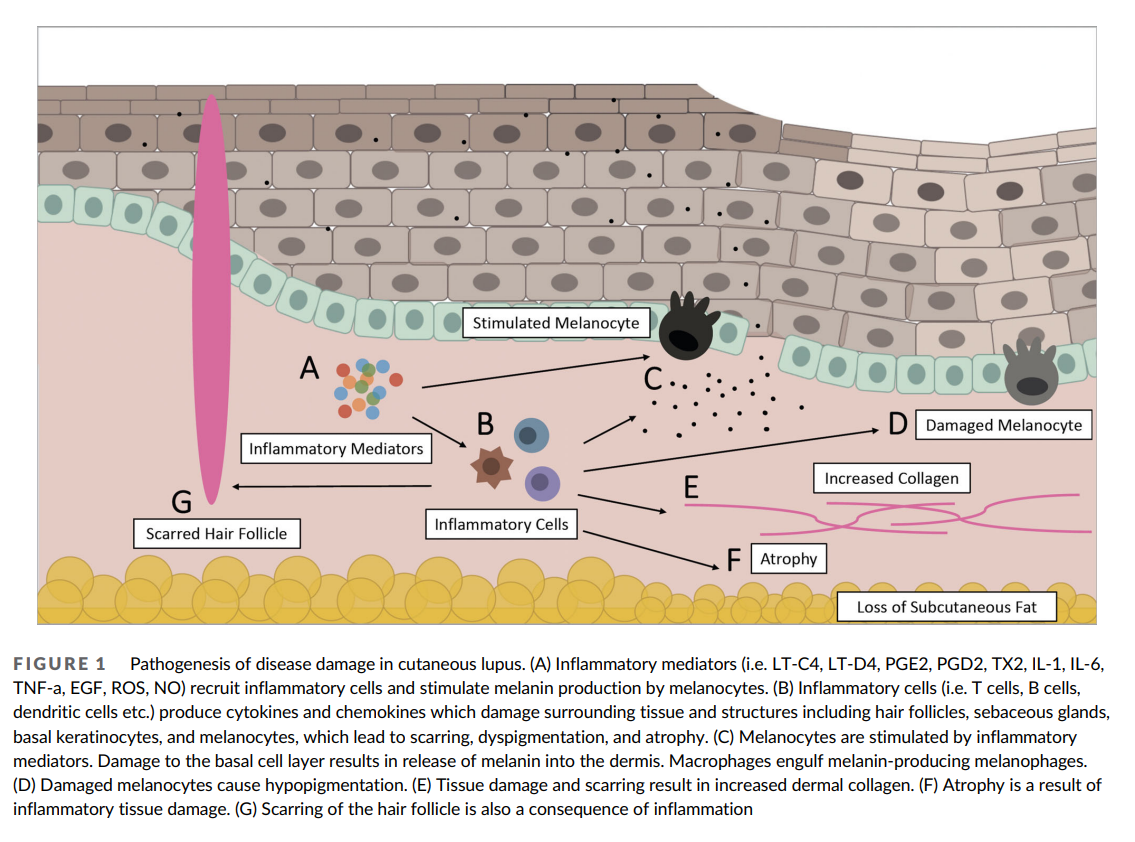 Stimulated Melanocyte
A
C
B
D
Damaged Melanocyte
Inflammatory Mediators
Increased Collagen
E
G
Inflammatory Cells
Scarred Hair Follicle
F
Atrophy
Loss of Subcutaneous Fat
FIGURE 1 Pathogenesis of disease damage in cutaneous lupus. (A) Inflammatory mediators (i.e. LT-C4, LT-D4, PGE2, PGD2, TX2, IL-1, IL-6,
TNF-a, EGF, ROS, NO) recruit inflammatory cells and stimulate melanin production by melanocytes. (B) Inflammatory cells (i.e. T cells, B cells,
dendritic cells etc.) produce cytokines and chemokines which damage surrounding tissue and structures including hair follicles, sebaceous glands,
basal keratinocytes, and melanocytes, which lead to scarring, dyspigmentation, and atrophy. (C) Melanocytes are stimulated by inflammatory
mediators. Damage to the basal cell layer results in release of melanin into the dermis. Macrophages engulf melanin-producing melanophages.
(D) Damaged melanocytes cause hypopigmentation. (E) Tissue damage and scarring result in increased dermal collagen. (F) Atrophy is a result of
inflammatory tissue damage. (G) Scarring of the hair follicle is also a consequence of inflammation